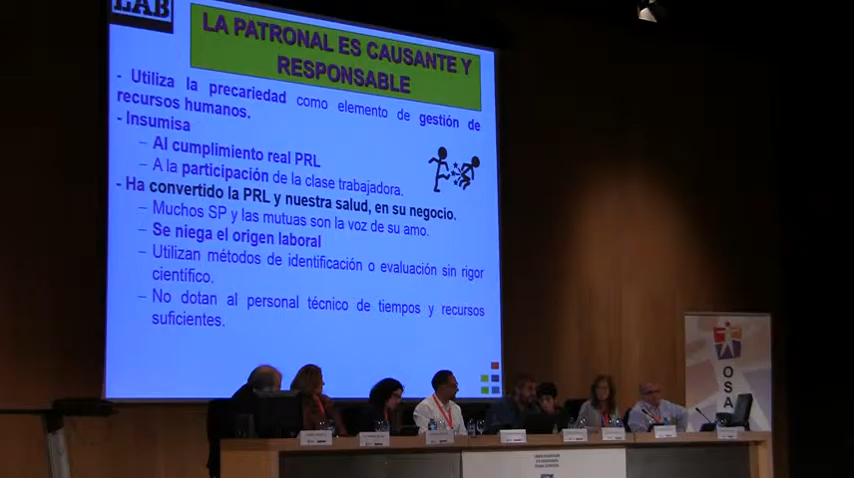 LAB
LA PATRONAL ES CAUSANTE Y
RESPONSABLE
- Utiliza la precariedad como elemento de gestión de
recursos humanos.
- Insumisa
– Al cumplimiento real PRL
– A la participación de la clase trabajadora.
- Ha convertido la PRL y nuestra salud, en su negocio.
– Muchos SP y las mutuas son la voz de su amo.
– Se niega el origen laboral
– Utilizan métodos de identificación o evaluación sin rigor
científico.
– No dotan al personal técnico de tiempos y recursos
suficientes.
OSA